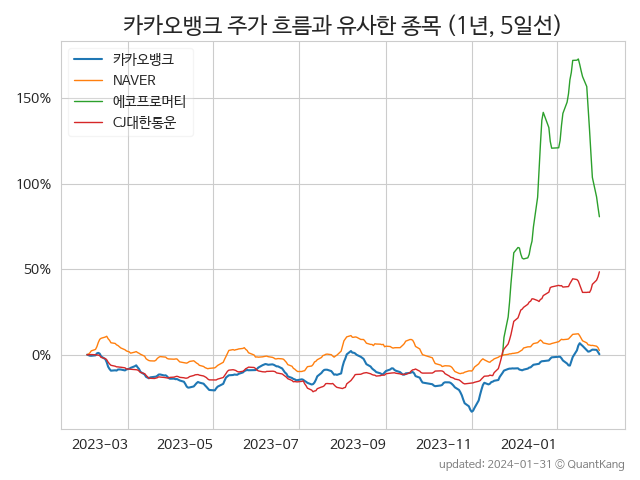 카카오뱅크 주가 흐름과 유사한 종목 (1년, 5일선)
카카오뱅크
NAVER
에코프로머티
CJ대한통운
150%
100%
50%
0%
2023-03 2023-05 2023-07 2023-09 2023-11 2024-01
updated: 2024-01-31 © QuantKang